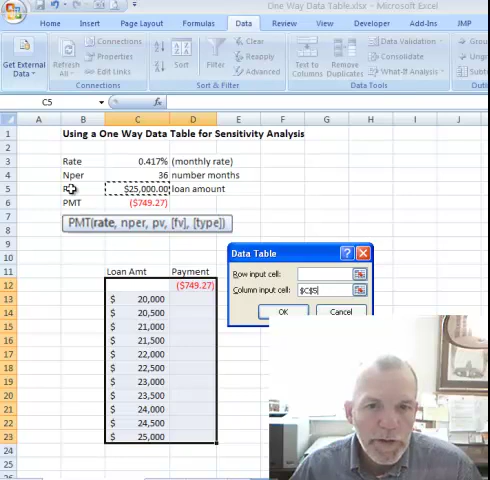 One Way Data Table.xlsx - Microsoft Excel
Home Insert Page Layout Formulas Data Review View Developer Add-Ins JMP
Get External Data
Refresh All
Connections
Properties
Edit Links
Connections
Sort
Filter
Clear
Reapply
Advanced
Sort & Filter
Text to Columns
Remove Duplicates
Data Validation
Consolidate
What-If Analysis
Data Tools
Ungr
Subt
C5
fx 25000
A B C D E F G H I J
1 Using a One Way Data Table for Sensitivity Analysis
2
3 Rate 0.417% (monthly rate)
4 Nper 36 number months
5 $25,000.00 loan amount
6 PMT ($749.27)
7
PMT(rate, nper, pv, [fv], [type])
8
9
10
11 Loan Amt Payment
12 ($749.27)
13 $ 20,000
14 $ 20,500
15 $ 21,000
16 $ 21,500
17 $ 22,000
18 $ 22,500
19 $ 23,000
20 $ 23,500
21 $ 24,000
22 $ 24,500
23 $ 25,000
24
25
Data Table
Row input cell:
Column input cell: $C$5
OK Cancel